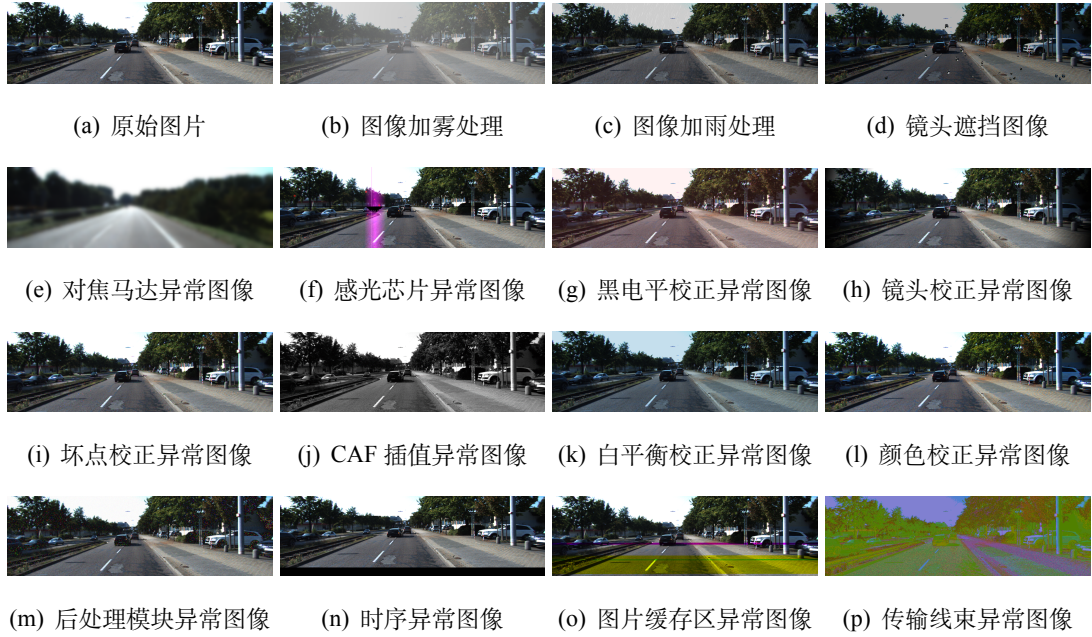 (a) 原始图片
(b) 图像加雾处理
(c) 图像加雨处理
(d) 镜头遮挡图像
(e) 对焦马达异常图像
(f) 感光芯片异常图像
(g) 黑电平校正异常图像
(h) 镜头校正异常图像
(i) 坏点校正异常图像
(j) CAF 插值异常图像
(k) 白平衡校正异常图像
(l) 颜色校正异常图像
(m) 后处理模块异常图像
(n) 时序异常图像
(o) 图片缓存区异常图像
(p) 传输线束异常图像